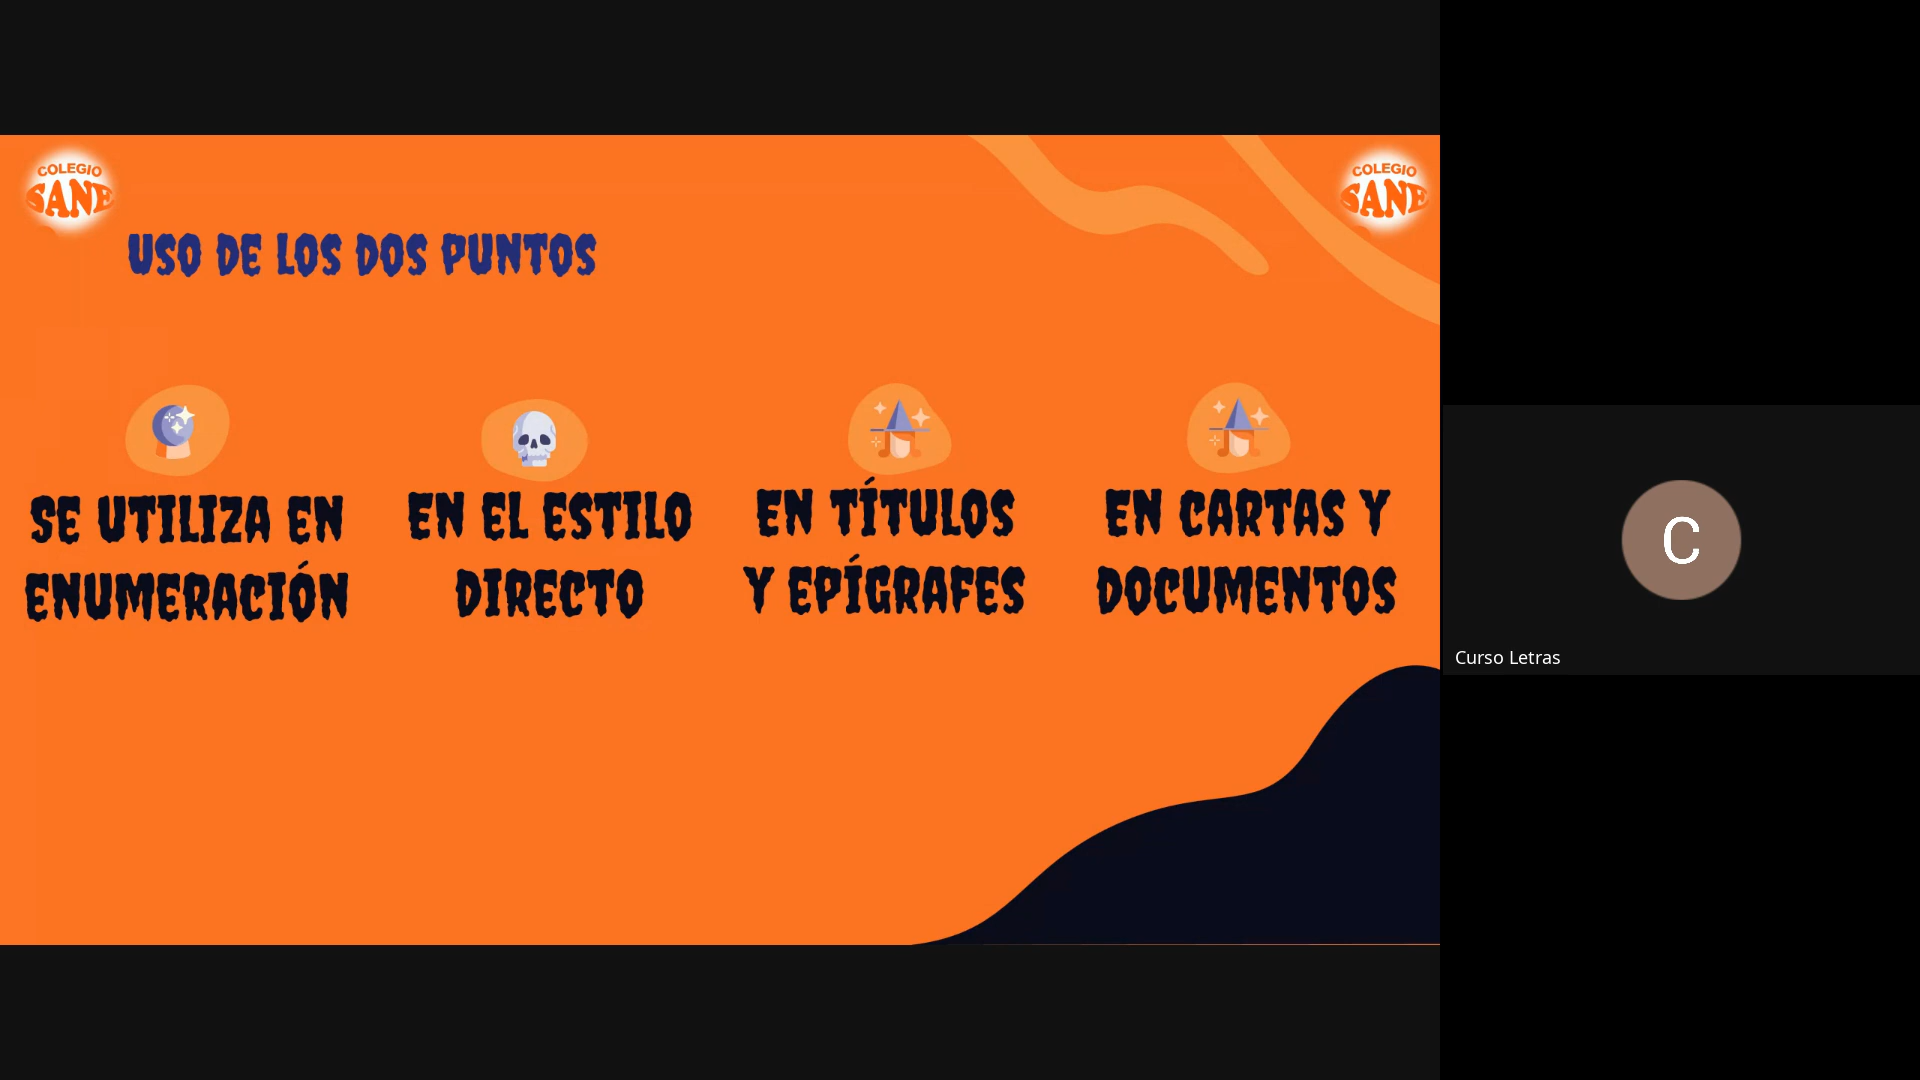 COLEGIO
SANE
COLEGIO
SANE
USO DE LOS DOS PUNTOS
SE UTILIZA EN
ENUMERACIÓN
EN EL ESTILO
DIRECTO
EN TÍTULOS
Y EPÍGRAFES
EN CARTAS Y
DOCUMENTOS
C
Curso Letras